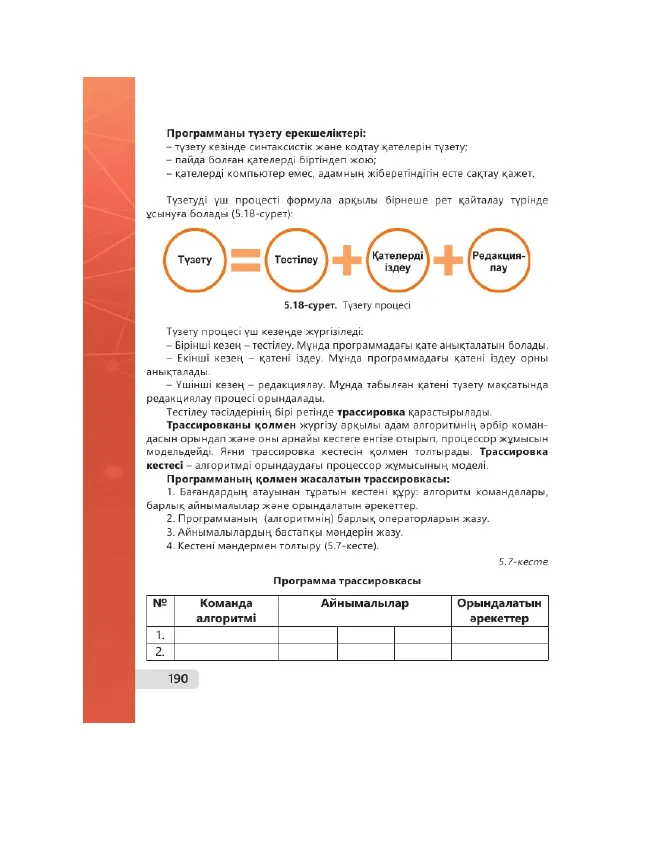 Программаны түзету ерекшеліктері:
– түзету кезінде синтаксистік және кодтау қателерін түзету;
– пайда болған қателерді біртіндеп жою;
– қателерді компьютер емес, адамның жіберетіндігін есте сақтау қажет.
Түзетуді үш процесті формула арқылы бірнеше рет қайталау түрінде
ұсынуға болады (5.18-сурет):
Түзету = Тестілеу + Қателерді іздеу + Редакция-лау
5.18-сурет. Түзету процесі
Түзету процесі үш кезеңде жүргізіледі:
– Бірінші кезең – тестілеу. Мұнда программадағы қате анықталатын болады.
– Екінші кезең – қатені іздеу. Мұнда программадағы қатені іздеу орны
анықталады.
– Үшінші кезең – редакциялау. Мұнда табылған қатені түзету мақсатында
редакциялау процесі орындалады.
Тестілеу тәсілдерінің бірі ретінде трассировка қарастырылады.
Трассировканы қолмен жүргізу арқылы адам алгоритмнің әрбір коман-
дасын орындап және оны арнайы кестеге енгізе отырып, процессор жұмысын
модельдейді. Яғни трассировка кестесін қолмен толтырады. Трассировка
кестесі – алгоритмді орындаудағы процессор жұмысының моделі.
Программаның қолмен жасалатын трассировкасы:
1. Бағандардың атауынан тұратын кестені құру: алгоритм командалары,
барлық айнымалылар және орындалатын әрекеттер.
2. Программаның (алгоритмнің) барлық операторларын жазу.
3. Айнымалылардың бастапқы мәндерін жазу.
4. Кестені мәндермен толтыру (5.7-кесте).
5.7-кесте
Программа трассировкасы
№ Команда Айнымалылар Орындалатын
алгоритмі әрекеттер
1.
2.
190